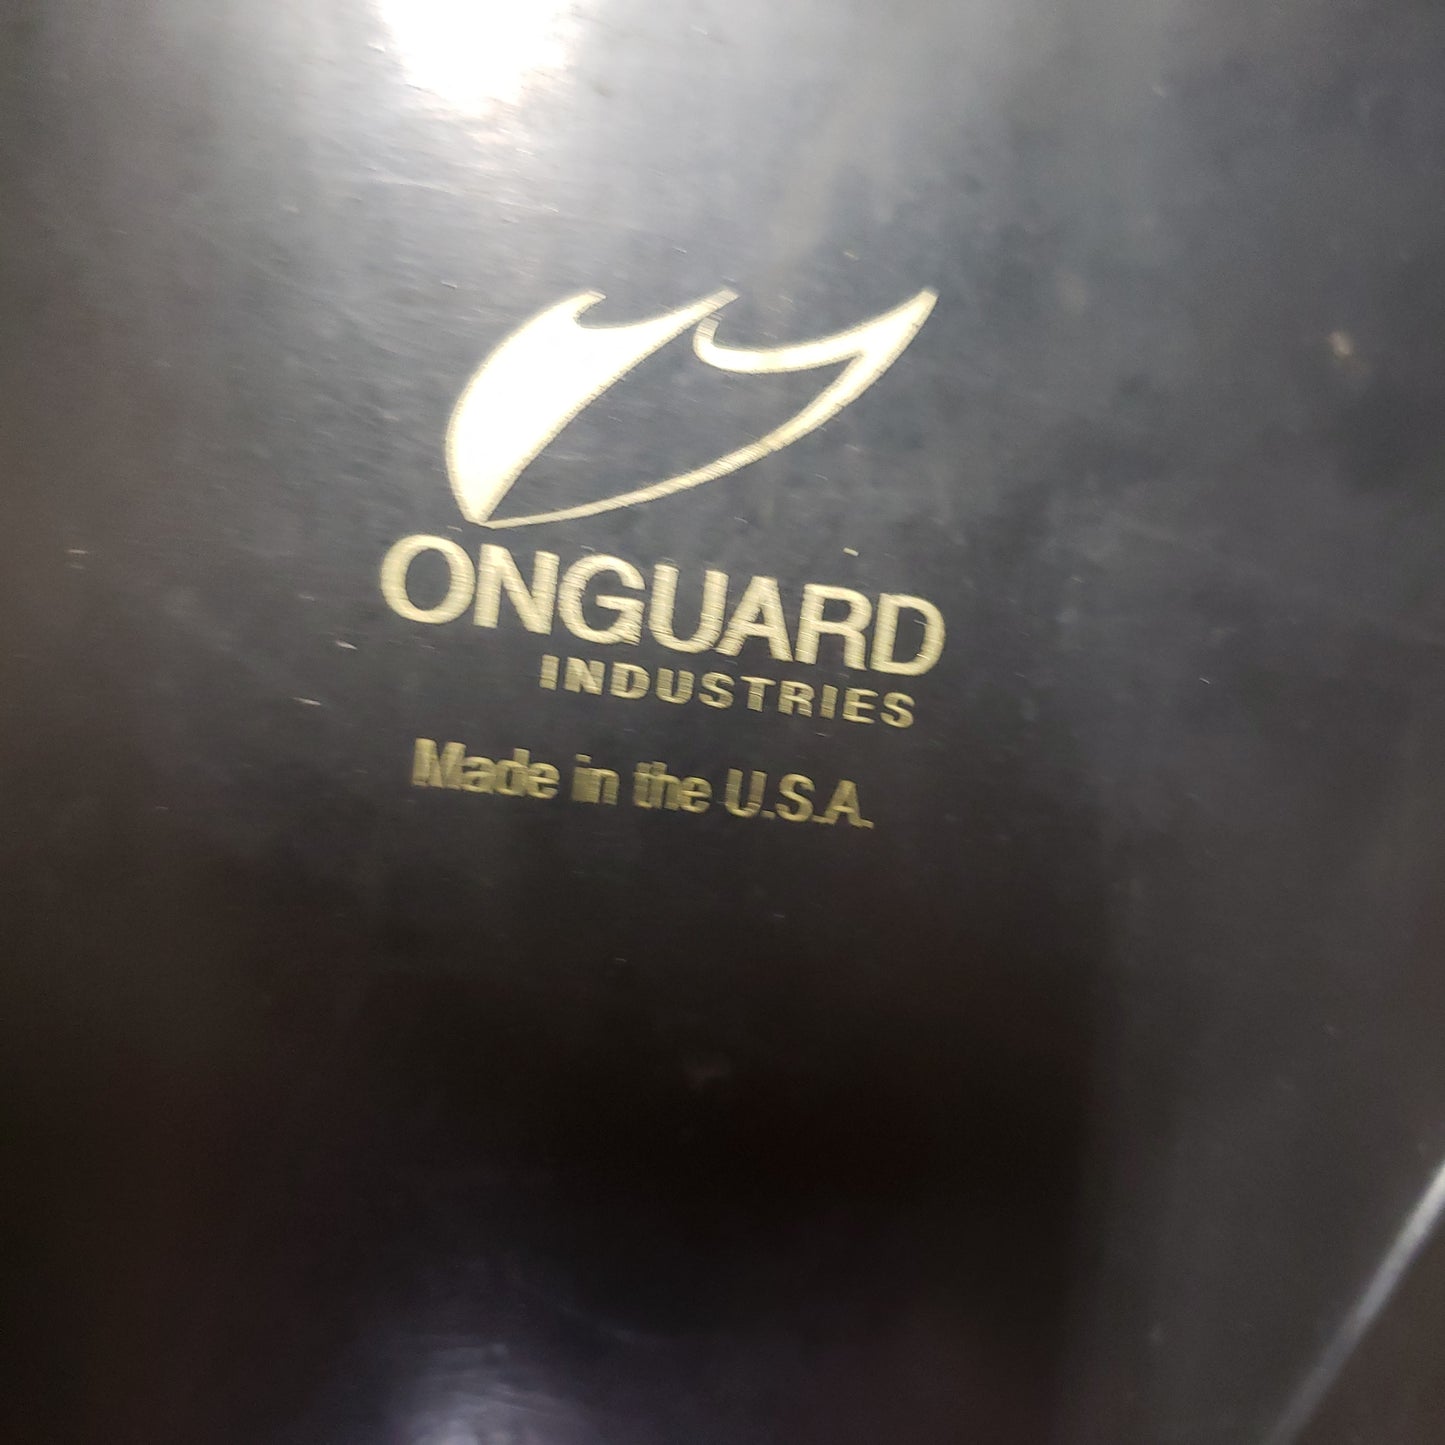 ONGUARD
INDUSTRIES
Made in the U.S.A.